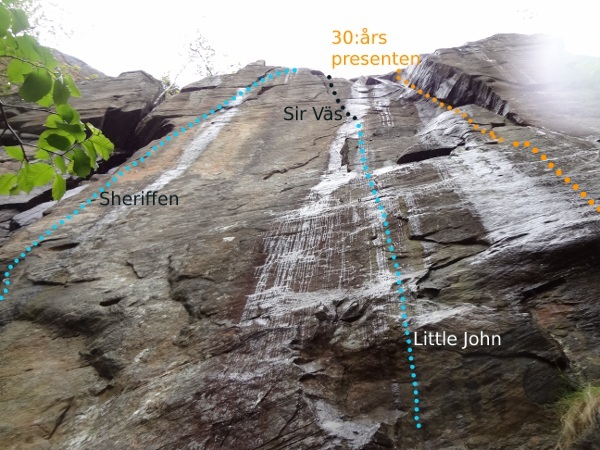 30:års
presenten
Sir Väs
Sheriffen
Little John